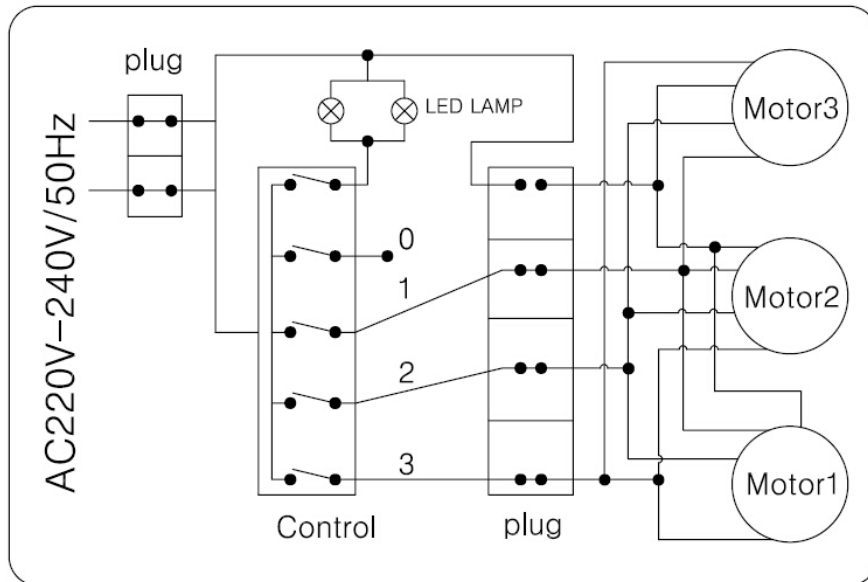 plug
LED LAMP
Motor3
AC220V-240V/50Hz
0
1
Motor2
2
3
Motor1
Control
plug